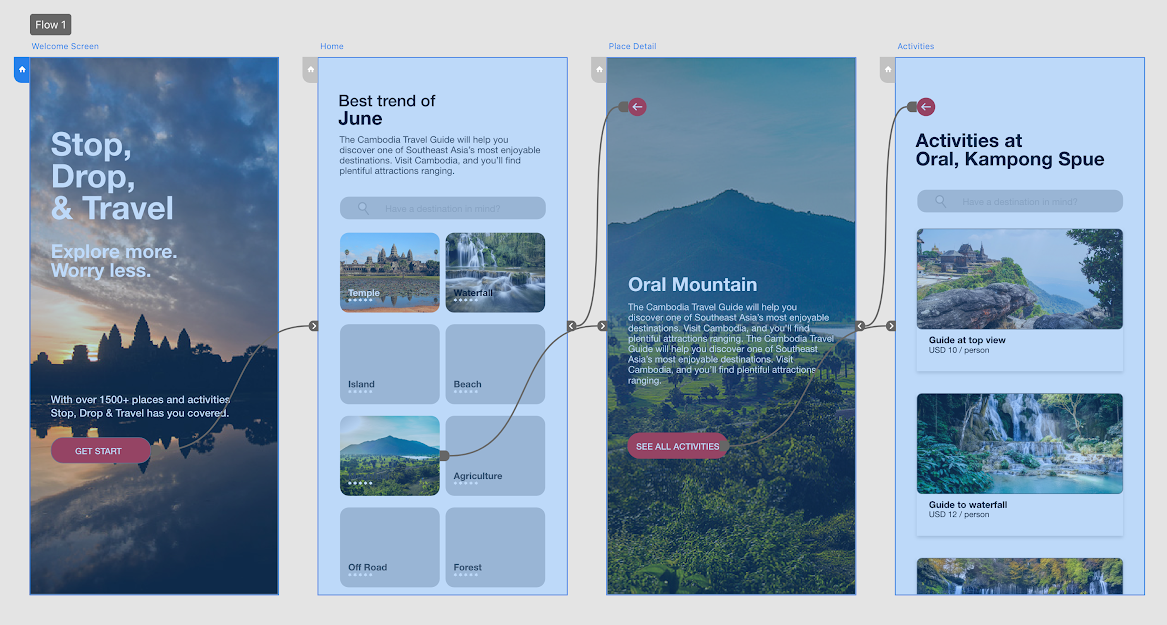 Flow 1
Welcome Screen
Stop,
Drop,
& Travel
Explore more.
Worry less.
With over 1500+ places and activities
Stop, Drop & Travel has you covered.
GET START
Home
Best trend of
June
The Cambodia Travel Guide will help you
discover one of Southeast Asia's most enjoyable
destinations. Visit Cambodia, and you'll find
plentiful attractions ranging.
Have a destination in mind?
Temple
Waterfall
Island
Beach
Agriculture
Off Road
Forest
Place Detail
Oral Mountain
The Cambodia Travel Guide will help you
discover one of Southeast Asia's most enjoyable
destinations. Visit Cambodia, and you'll find
plentiful attractions ranging. The Cambodia Travel
Guide will help you discover one of Southeast
Asia's most enjoyable destinations. Visit
Cambodia, and you'll find plentiful attractions
ranging.
SEE ALL ACTIVITIES
Activities
Activities at
Oral, Kampong Spue
Have a destination in mind?
Guide at top view
USD 10 / person
Guide to waterfall
USD 12 / person